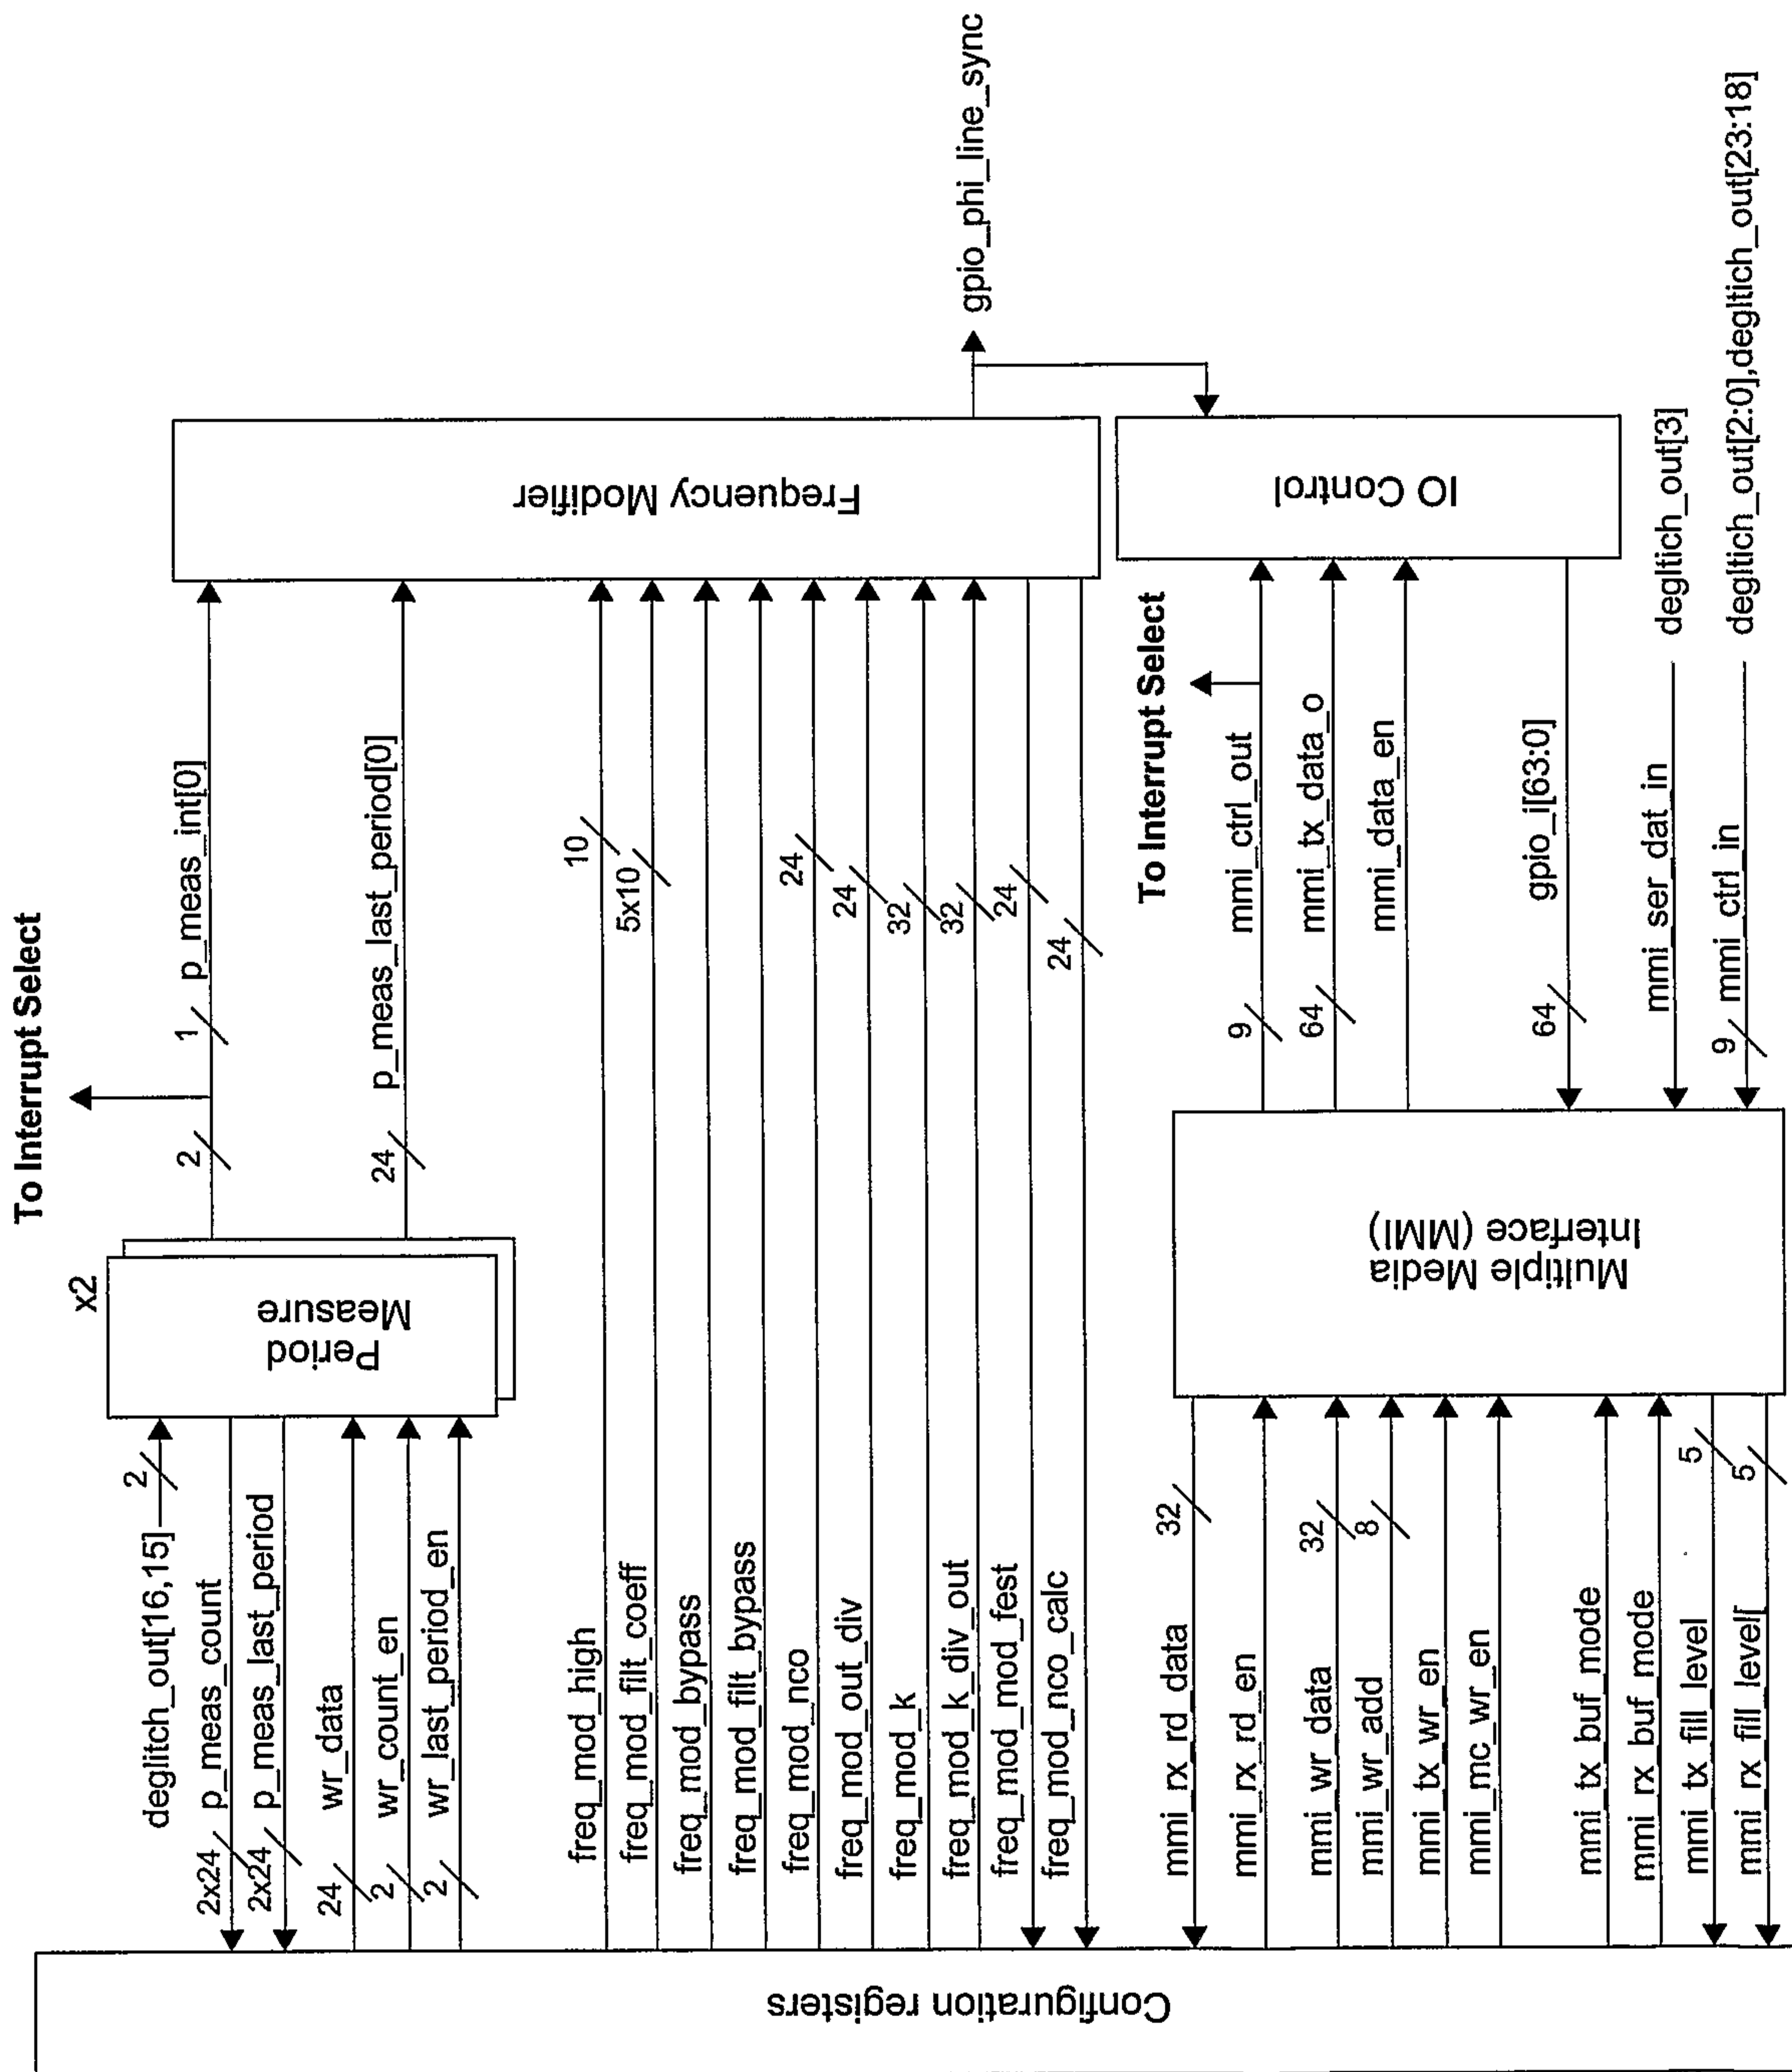 To Interrupt Select
x2
Period
Measure
deglitch_out[16,15]
2
2x24
p_meas_count
2x24
p_meas_last_period
24
wr_data
2
wr_count_en
2
wr_last_period_en
2
1
p_meas_int[0]
24
p_meas_last_period[0]
Frequency Modifier
freq_mod_high
10
freq_mod_filt_coeff
5x10
freq_mod_bypass
freq_mod_filt_bypass
freq_mod_nco
24
freq_mod_out_div
24
freq_mod_k
32
freq_mod_k_div_out
32
freq_mod_mod_fest
24
freq_mod_nco_calc
24
gpio_phi_line_sync
Configuration registers
To Interrupt Select
IO Control
Multiple Media
Interface (MMI)
mmi_rx_rd_data
32
mmi_rx_rd_en
mmi_wr_data
32
mmi_wr_add
8
mmi_tx_wr_en
mmi_mc_wr_en
mmi_tx_buf_mode
mmi_rx_buf_mode
mmi_tx_fill_level
5
mmi_rx_fill_level[
5
9
mmi_ctrl_out
64
mmi_tx_data_o
mmi_data_en
64
gpio_i[63:0]
mmi_ser_dat_in
degltich_out[3]
9
mmi_ctrl_in
degltich_out[2:0],degltich_out[23:18]